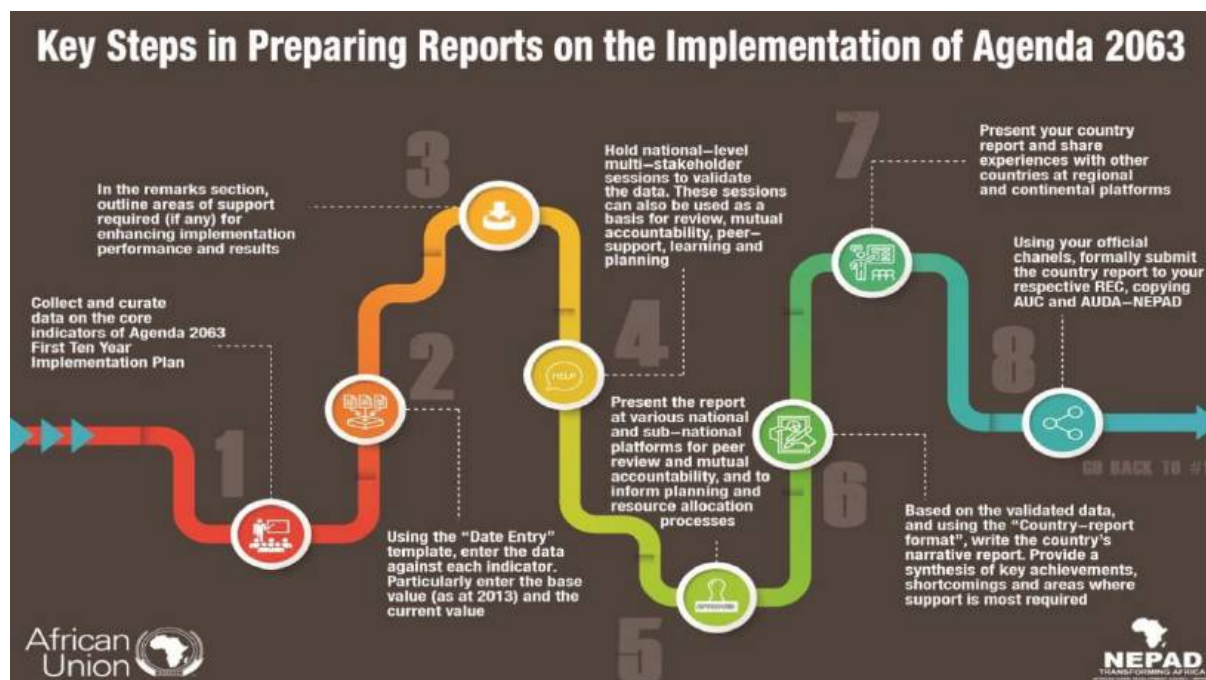 Key Steps in Preparing Reports on the Implementation of Agenda 2063
1
Collect and curate
data on the core
indicators of Agenda 2063
First Ten Year
Implementation Plan
2
Using the “Date Entry”
template, enter the data
against each indicator.
Particularly enter the base
value (as at 2013) and the
current value
3
In the remarks section,
outline areas of support
required (if any) for
enhancing implementation
performance and results
4
HELP
Hold national–level
multi–stakeholder
sessions to validate
the data. These sessions
can also be used as a
basis for review, mutual
accountability, peer–
support, learning and
planning
5
Present the report
at various national
and sub–national
platforms for peer
review and mutual
accountability, and to
inform planning and
resource allocation
processes
APPROVED
6
Based on the validated data,
and using the “Country–report
format”, write the country’s
narrative report. Provide a
synthesis of key achievements,
shortcomings and areas where
support is most required
7
Present your country
report and share
experiences with other
countries at regional
and continental platforms
8
Using your official
chanels, formally submit
the country report to your
respective REC, copying
AUC and AUDA–NEPAD
GO BACK TO #1
African
Union
NEPAD
TRANSFORMING AFRICA